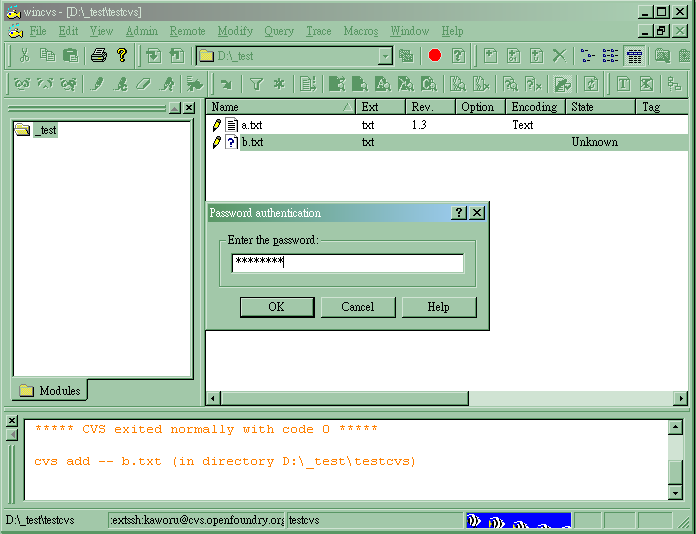 wincvs - [D:\_test\testcvs]
File Edit View Admin Remote Modify Query Trace Macros Window Help
D:\_test
Name Ext Rev. Option Encoding State Tag
_test
a.txt txt 1.3 Text
b.txt txt Unknown
Password authentication
Enter the password:
********
OK Cancel Help
Modules
***** CVS exited normally with code 0 *****
cvs add -- b.txt (in directory D:\_test\testcvs)
D:\_test\testcvs :extssh:kaworu@cvs.openfoundry.org testcvs